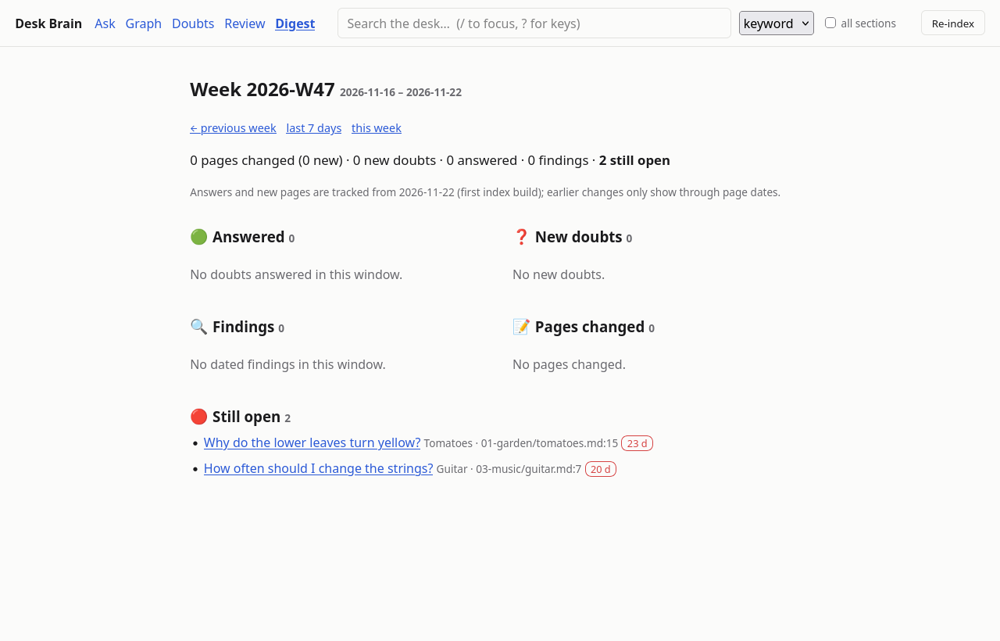 Desk Brain Ask Graph Doubts Review Digest Search the desk… (/ to focus, ? for keys) keyword all sections Re-index
Week 2026-W47 2026-11-16 – 2026-11-22
← previous week last 7 days this week
0 pages changed (0 new) · 0 new doubts · 0 answered · 0 findings · 2 still open
Answers and new pages are tracked from 2026-11-22 (first index build); earlier changes only show through page dates.
🟢 Answered 0
No doubts answered in this window.
❓ New doubts 0
No new doubts.
🔍 Findings 0
No dated findings in this window.
📝 Pages changed 0
No pages changed.
🔴 Still open 2
• Why do the lower leaves turn yellow? Tomatoes · 01-garden/tomatoes.md:15 23 d
• How often should I change the strings? Guitar · 03-music/guitar.md:7 20 d